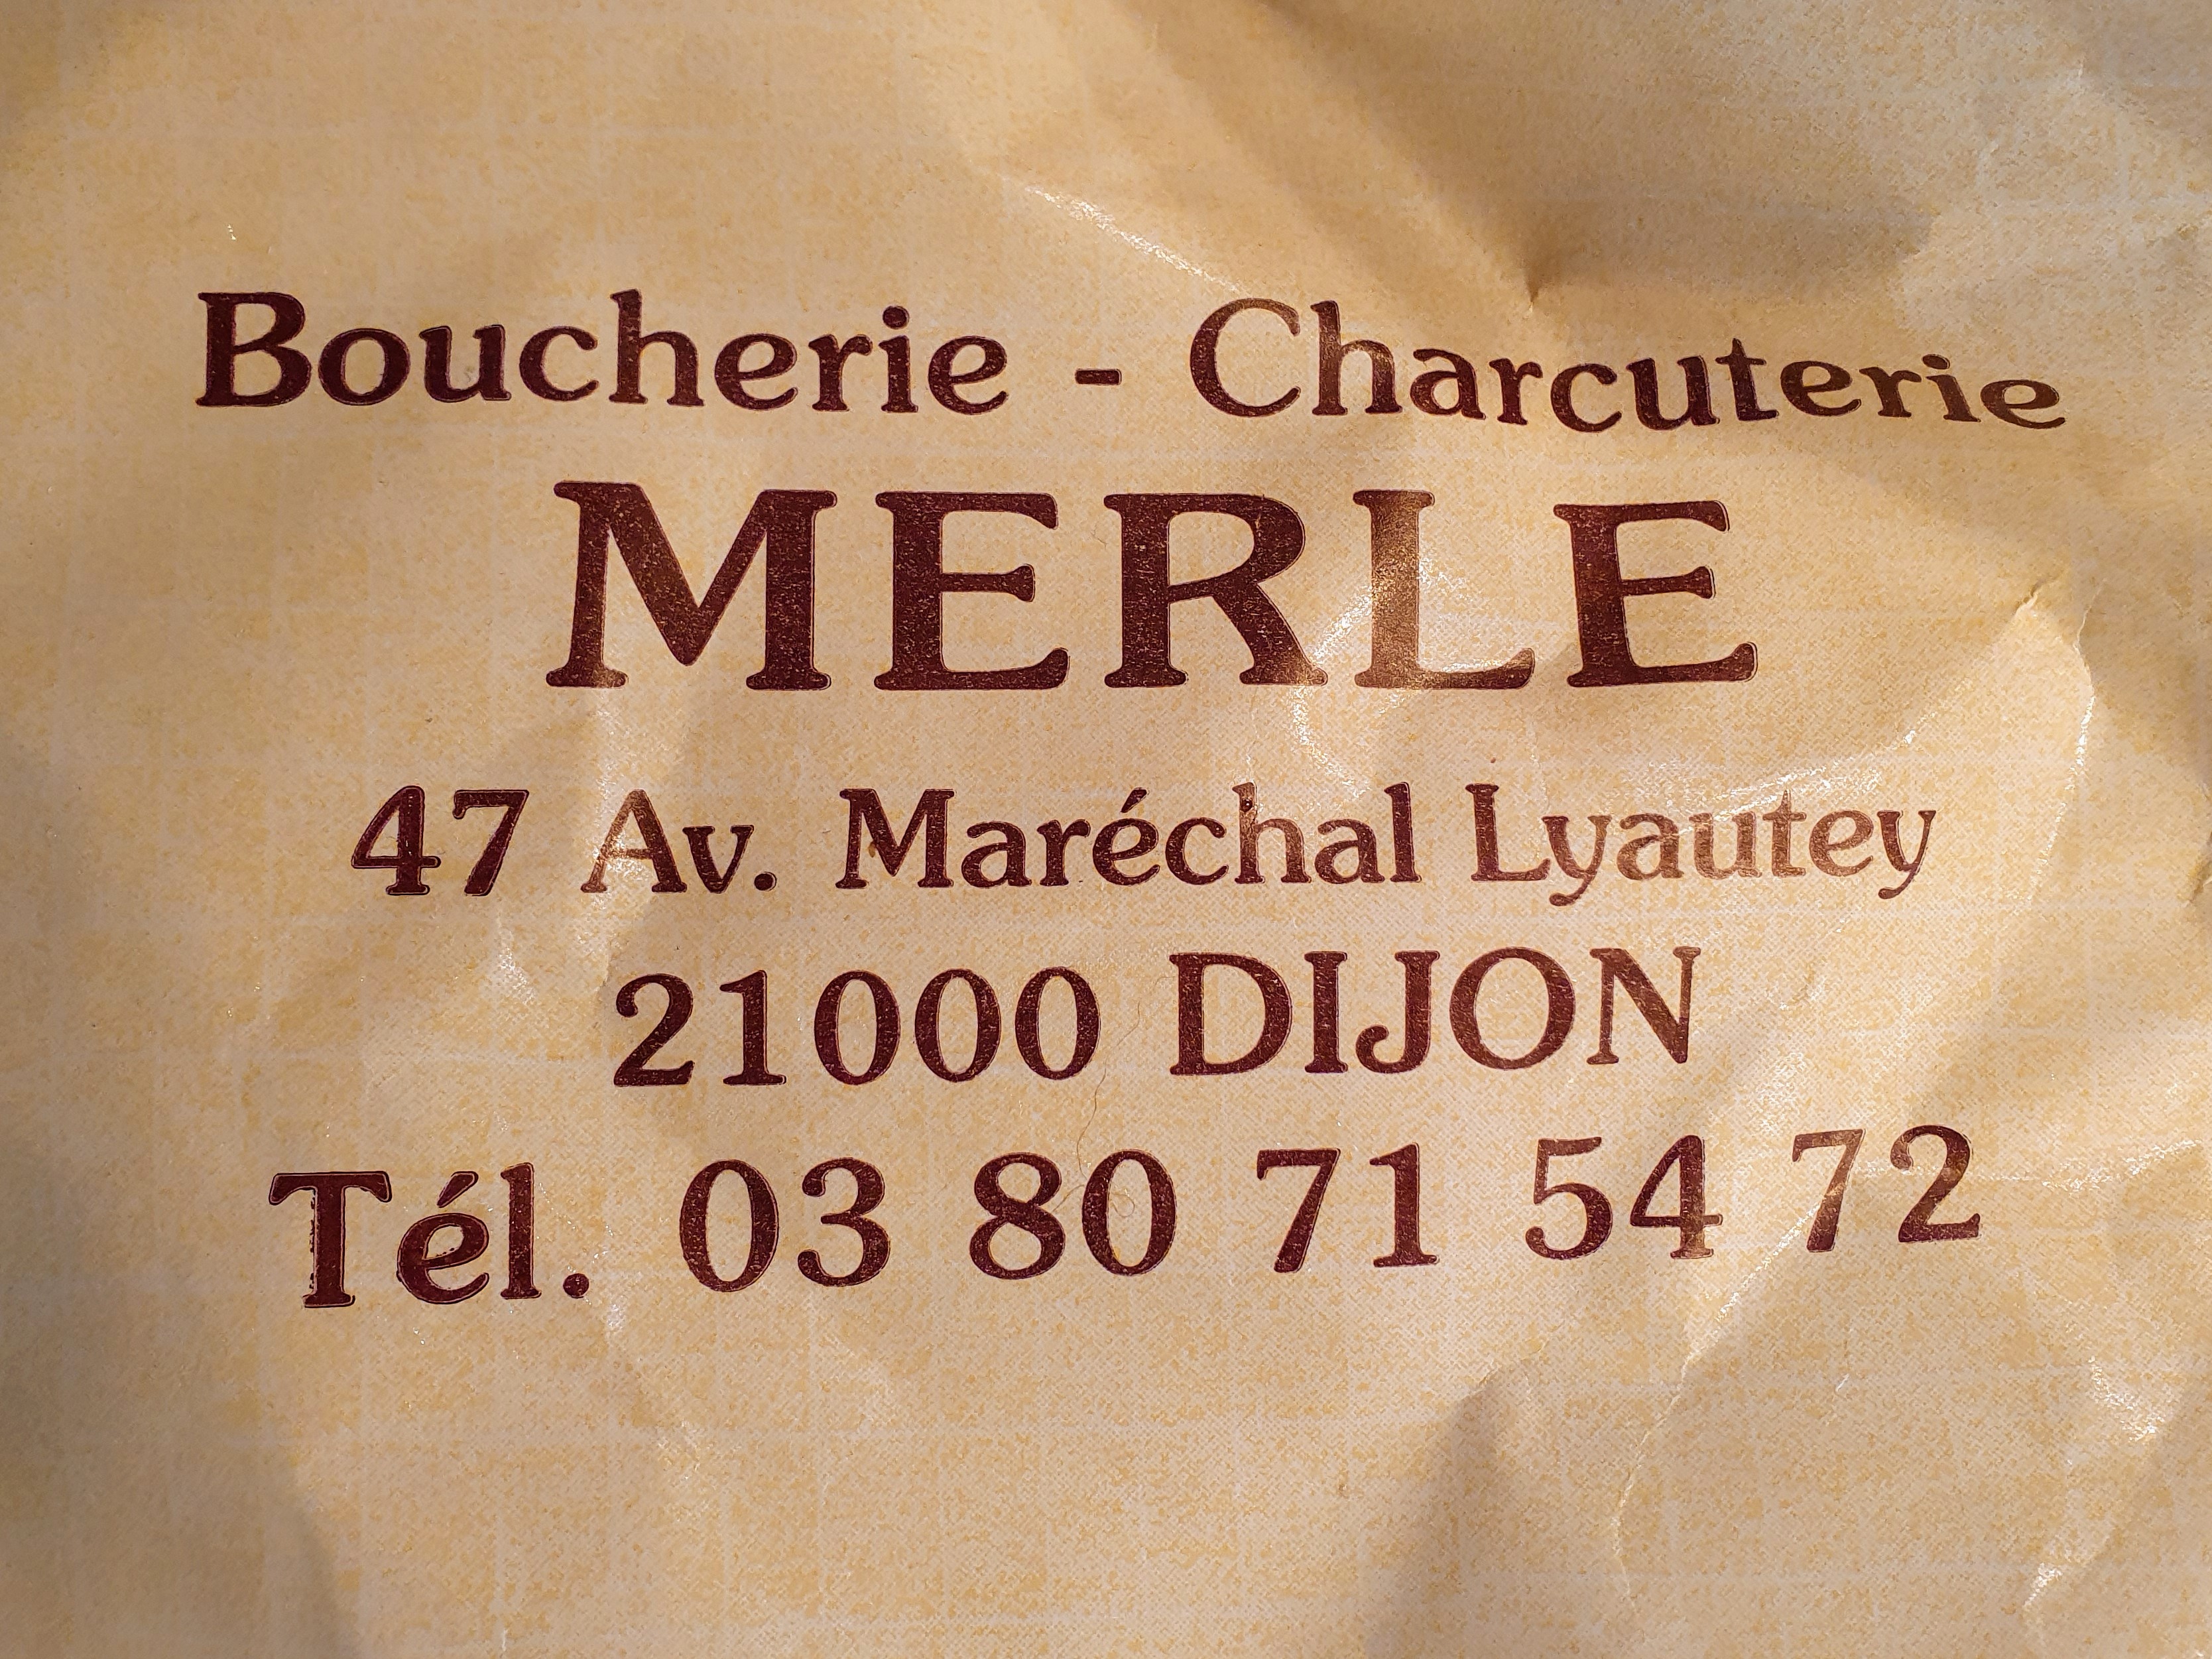 Boucherie - Charcuterie
MERLE
47 Av. Maréchal Lyautey
21000 DIJON
Tél. 03 80 71 54 72